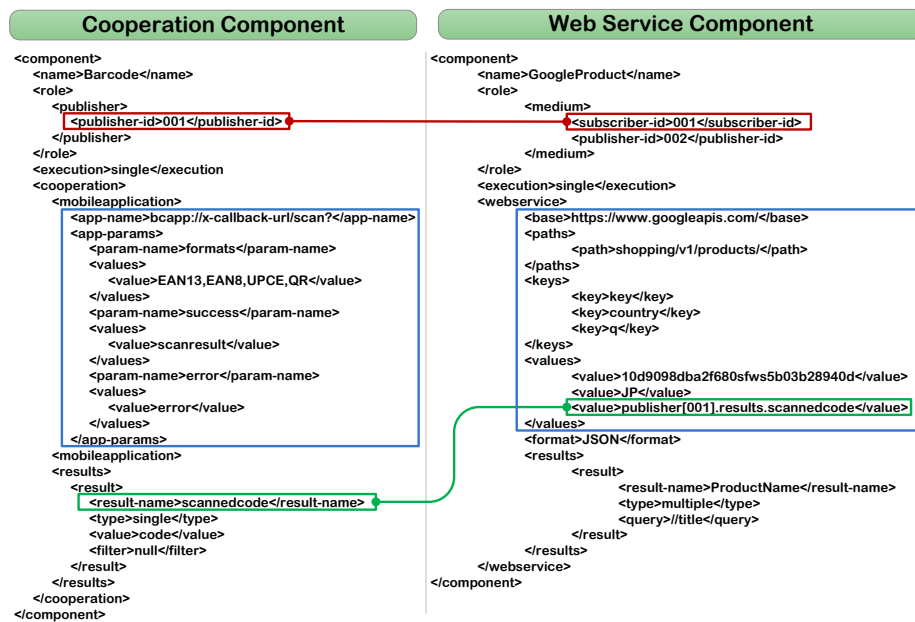 Cooperation Component
<component>
<name>Barcode</name>
<role>
<publisher>
<publisher-id>001</publisher-id>
</publisher>
</role>
<execution>single</execution
<cooperation>
<mobileapplication>
<app-name>bcapp://x-callback-url/scan?</app-name>
<app-params>
<param-name>formats</param-name>
<values>
<value>EAN13,EAN8,UPCE,QR</value>
</values>
<param-name>success</param-name>
<values>
<value>scanresult</value>
</values>
<param-name>error</param-name>
<values>
<value>error</value>
</values>
</app-params>
<mobileapplication>
<results>
<result>
<result-name>scannedcode</result-name>
<type>single</type>
<value>code</value>
<filter>null</filter>
</result>
</results>
</cooperation>
</component>
Web Service Component
<component>
<name>GoogleProduct</name>
<role>
<medium>
<subscriber-id>001</subscriber-id>
<publisher-id>002</publisher-id>
</medium>
</role>
<execution>single</execution>
<webservice>
<base>https://www.googleapis.com/</base>
<paths>
<path>shopping/v1/products/</path>
</paths>
<keys>
<key>key</key>
<key>country</key>
<key>q</key>
</keys>
<values>
<value>10d9098dba2f680sfws5b03b28940d</value>
<value>JP</value>
<value>publisher[001].results.scannedcode</value>
</values>
<format>JSON</format>
<results>
<result>
<result-name>ProductName</result-name>
<type>multiple</type>
<query>//title</query>
</result>
</results>
</webservice>
</component>